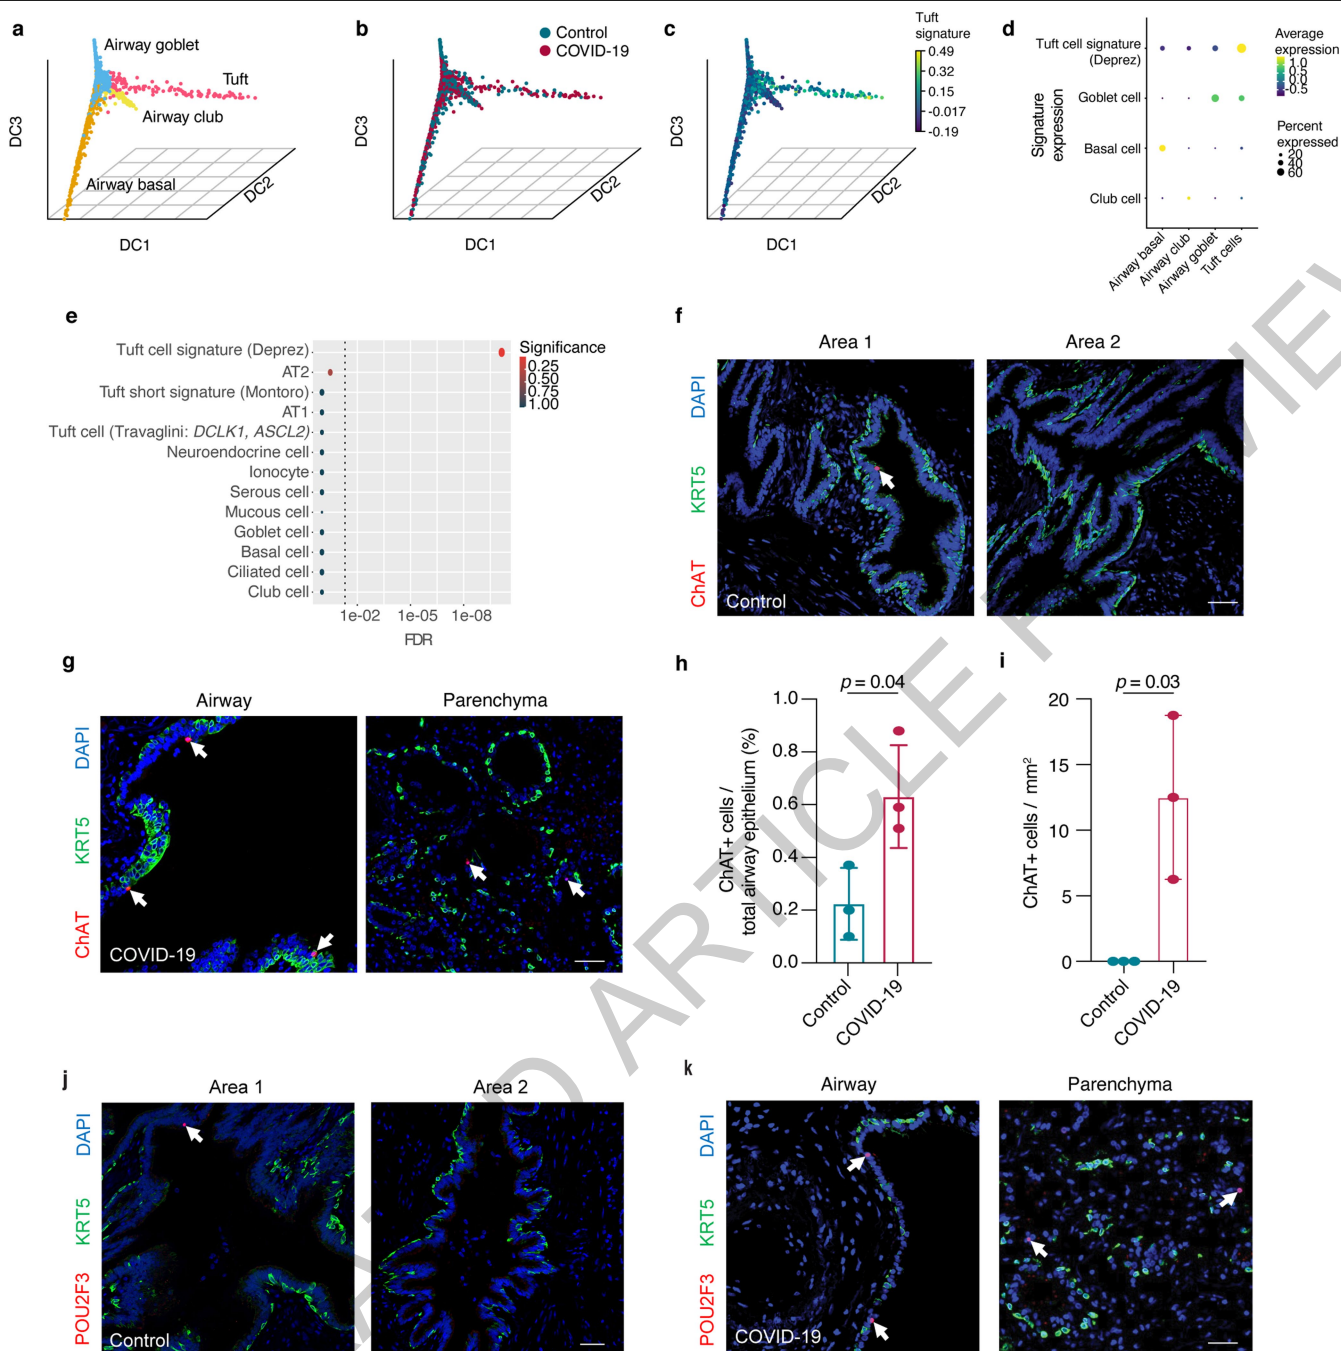 a
Airway goblet
Tuft
Airway club
Airway basal
DC3
DC2
DC1
b
Control
COVID-19
DC3
DC2
DC1
c
Tuft
signature
0.49
0.32
0.15
-0.017
-0.19
DC3
DC2
DC1
d
Signature
expression
Tuft cell signature
(Deprez)
Goblet cell
Basal cell
Club cell
Airway basal
Airway club
Airway goblet
Tuft cells
Average
expression
1.0
0.5
0.0
-0.5
Percent
expressed
20
40
60
e
Tuft cell signature (Deprez)
AT2
Tuft short signature (Montoro)
AT1
Tuft cell (Travaglini: DCLK1, ASCL2)
Neuroendocrine cell
Ionocyte
Serous cell
Mucous cell
Goblet cell
Basal cell
Ciliated cell
Club cell
1e-02
1e-05
1e-08
FDR
Significance
0.25
0.50
0.75
1.00
f
Area 1
Area 2
ChAT
KRT5
DAPI
Control
g
Airway
Parenchyma
ChAT
KRT5
DAPI
COVID-19
h
p = 0.04
ChAT+ cells /
total airway epithelium (%)
1.0
0.8
0.6
0.4
0.2
0.0
Control
COVID-19
i
p = 0.03
ChAT+ cells / mm²
20
15
10
5
0
Control
COVID-19
j
Area 1
Area 2
POU2F3
KRT5
DAPI
Control
k
Airway
Parenchyma
POU2F3
KRT5
DAPI
COVID-19
ARTICLE